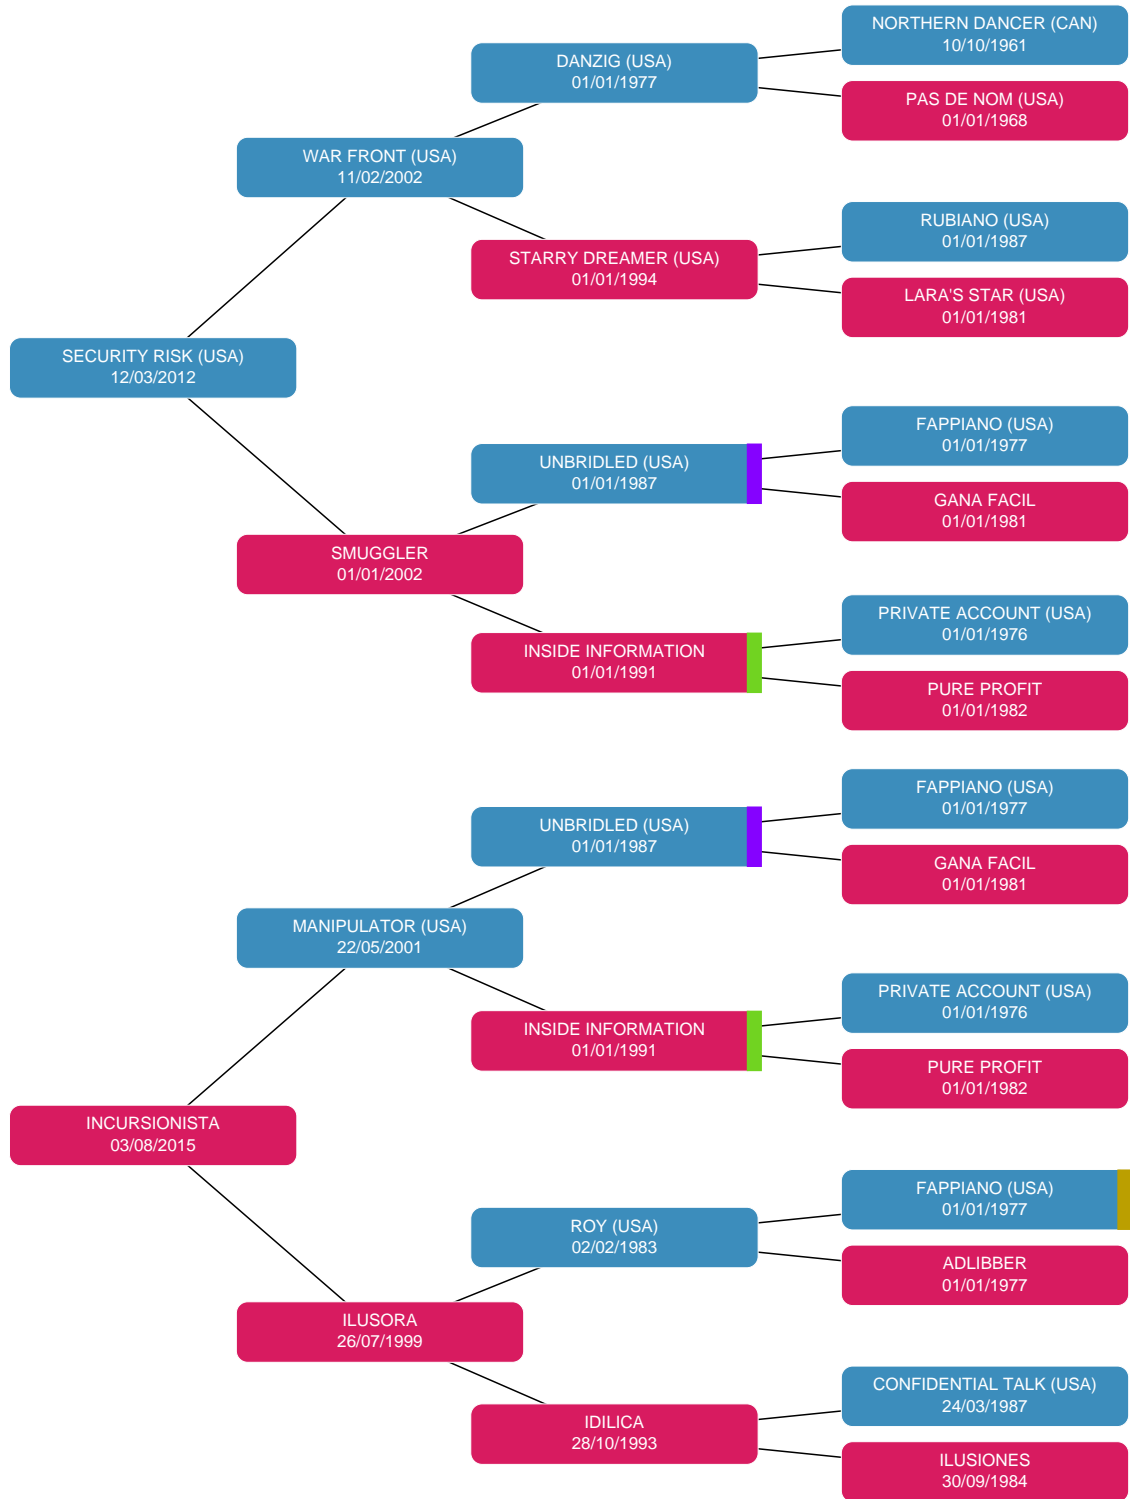 NORTHERN DANCER (CAN)
10/10/1961
DANZIG (USA)
01/01/1977
PAS DE NOM (USA)
01/01/1968
WAR FRONT (USA)
11/02/2002
RUBIANO (USA)
01/01/1987
STARRY DREAMER (USA)
01/01/1994
LARA'S STAR (USA)
01/01/1981
SECURITY RISK (USA)
12/03/2012
FAPPIANO (USA)
01/01/1977
UNBRIDLED (USA)
01/01/1987
GANA FACIL
01/01/1981
SMUGGLER
01/01/2002
PRIVATE ACCOUNT (USA)
01/01/1976
INSIDE INFORMATION
01/01/1991
PURE PROFIT
01/01/1982
FAPPIANO (USA)
01/01/1977
UNBRIDLED (USA)
01/01/1987
GANA FACIL
01/01/1981
MANIPULATOR (USA)
22/05/2001
PRIVATE ACCOUNT (USA)
01/01/1976
INSIDE INFORMATION
01/01/1991
PURE PROFIT
01/01/1982
INCURSIONISTA
03/08/2015
FAPPIANO (USA)
01/01/1977
ROY (USA)
02/02/1983
ADLIBBER
01/01/1977
ILUSORA
26/07/1999
CONFIDENTIAL TALK (USA)
24/03/1987
IDILICA
28/10/1993
ILUSIONES
30/09/1984